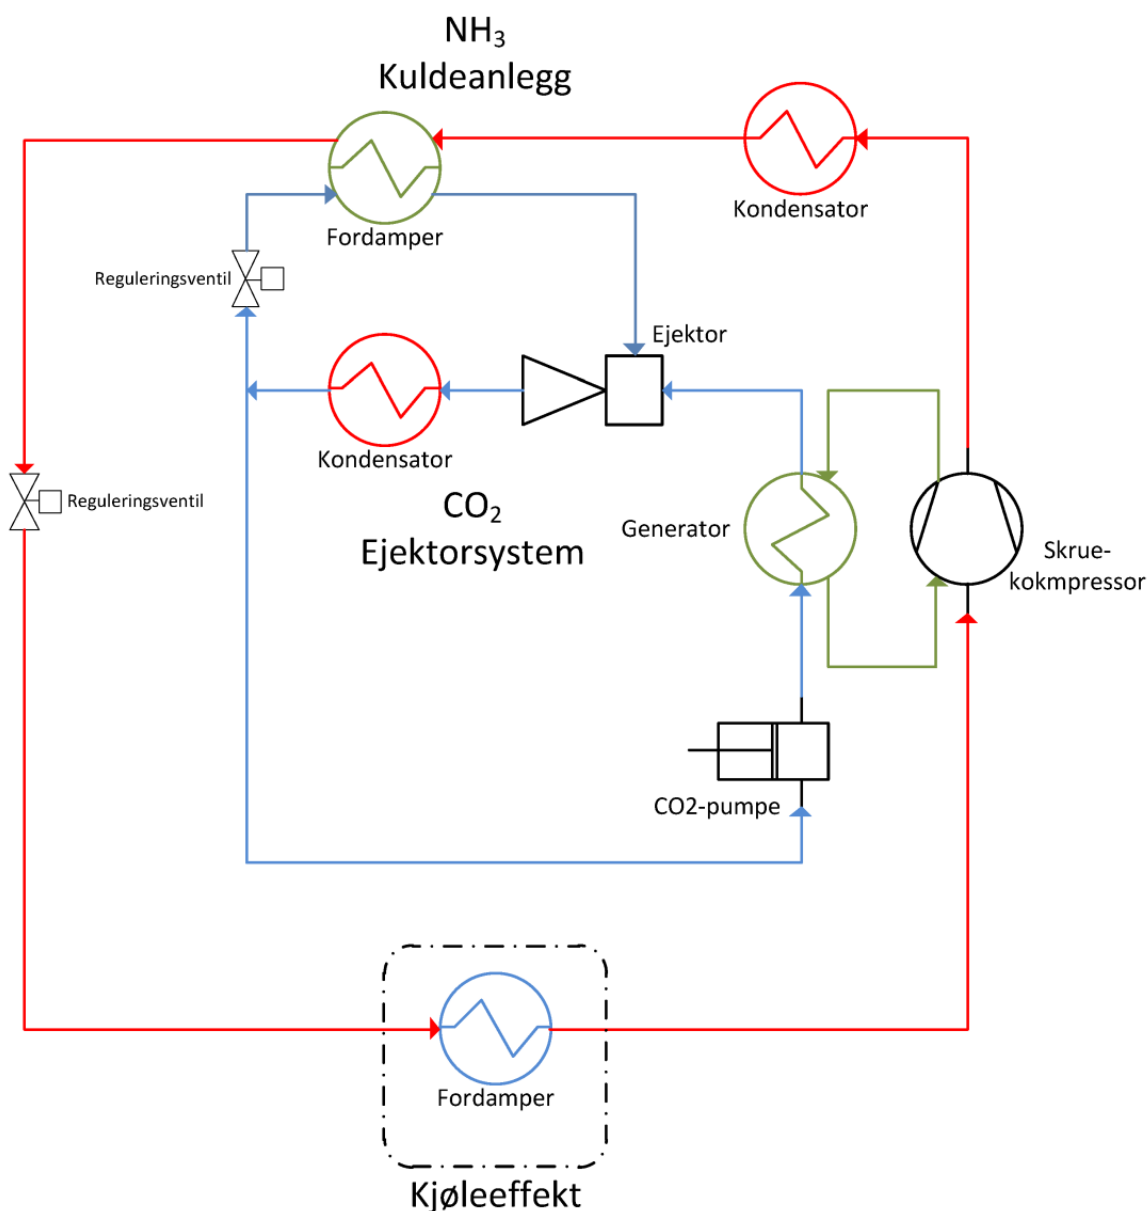 NH₃
Kuldeanlegg
Kondensator
Fordamper
Reguleringsventil
Ejektor
Kondensator
Reguleringsventil
CO₂
Ejektorsystem
Generator
Skrue-
kokmpressor
CO2-pumpe
Fordamper
Kjøleeffekt